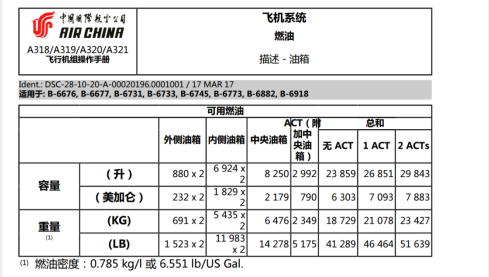 中国国际航空公司
AIR CHINA
A318/A319/A320/A321
飞行机组操作手册
飞机系统
燃油
描述 - 油箱
Ident.: DSC-28-10-20-A-00020196.0001001 / 17 MAR 17
适用于: B-6676, B-6677, B-6731, B-6733, B-6745, B-6773, B-6882, B-6918
可用燃油
外侧油箱 内侧油箱 中央油箱 ACT（附加中央油箱） 总和
无 ACT 1 ACT 2 ACTs
容量 （升） 880 x 2 6 924 x 2 8 250 2 992 23 859 26 851 29 843
（美加仑） 232 x 2 1 829 x 2 2 179 790 6 303 7 093 7 883
重量 (1) (KG) 691 x 2 5 435 x 2 6 476 2 349 18 729 21 078 23 427
(LB) 1 523 x 2 11 983 x 2 14 278 5 175 41 289 46 464 51 639
(1) 燃油密度：0.785 kg/l 或 6.551 lb/US Gal.